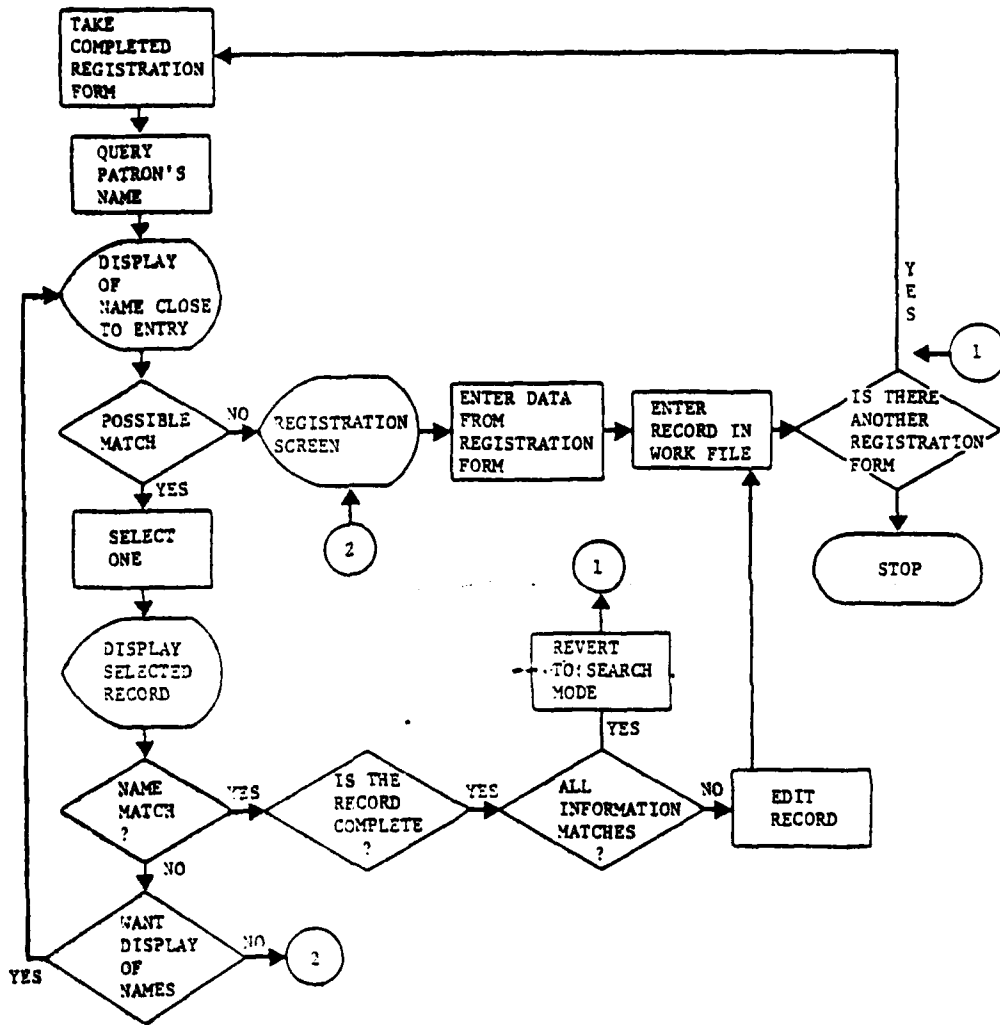 TAKE
COMPLETED
REGISTRATION
FORM
QUERY
PATRON'S
NAME
DISPLAY
OF
NAME CLOSE
TO ENTRY
POSSIBLE
MATCH
NO
YES
REGISTRATION
SCREEN
2
ENTER DATA
FROM
REGISTRATION
FORM
ENTER
RECORD IN
WORK FILE
IS THERE
ANOTHER
REGISTRATION
FORM
YES
1
STOP
SELECT
ONE
DISPLAY
SELECTED
RECORD
NAME
MATCH
?
YES
NO
IS THE
RECORD
COMPLETE
?
YES
ALL
INFORMATION
MATCHES
?
YES
REVERT
TO SEARCH
MODE
1
NO
EDIT
RECORD
WANT
DISPLAY
OF
NAMES
YES
NO
2